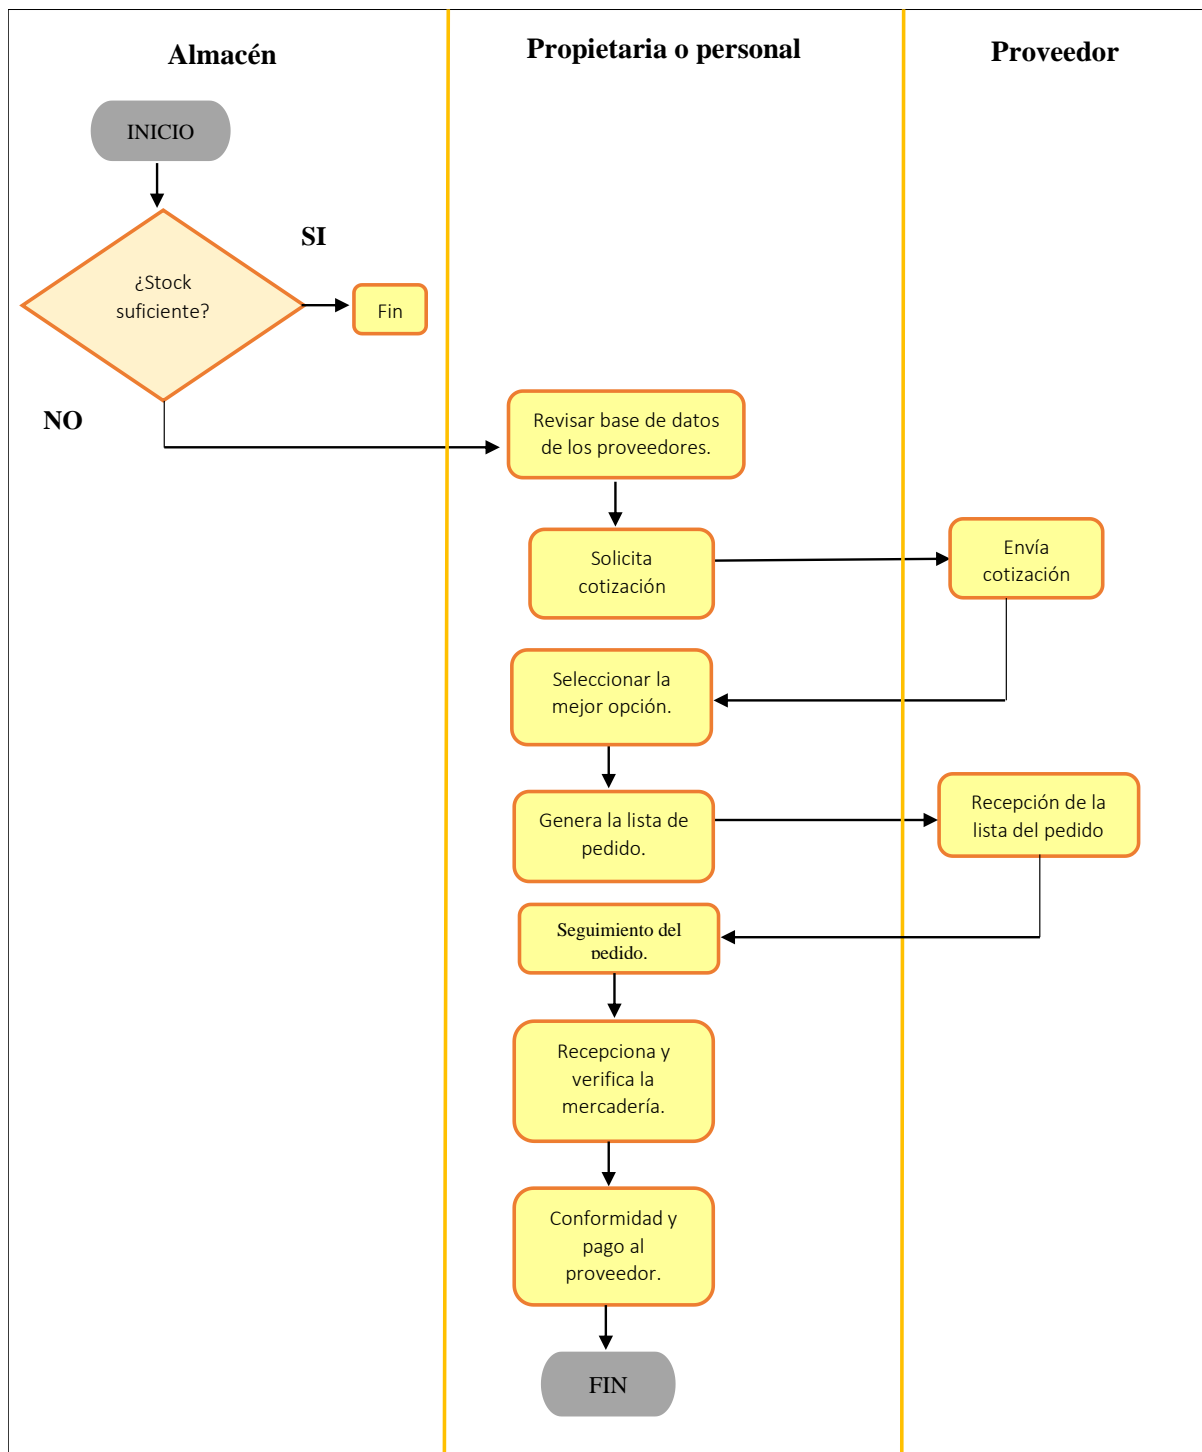 Almacén
Propietaria o personal
Proveedor
INICIO
SI
¿Stock
suficiente?
Fin
NO
Revisar base de datos
de los proveedores.
Solicita
cotización
Envía
cotización
Seleccionar la
mejor opción.
Genera la lista de
pedido.
Recepción de la
lista del pedido
Seguimiento del
pedido.
Recepciona y
verifica la
mercadería.
Conformidad y
pago al
proveedor.
FIN